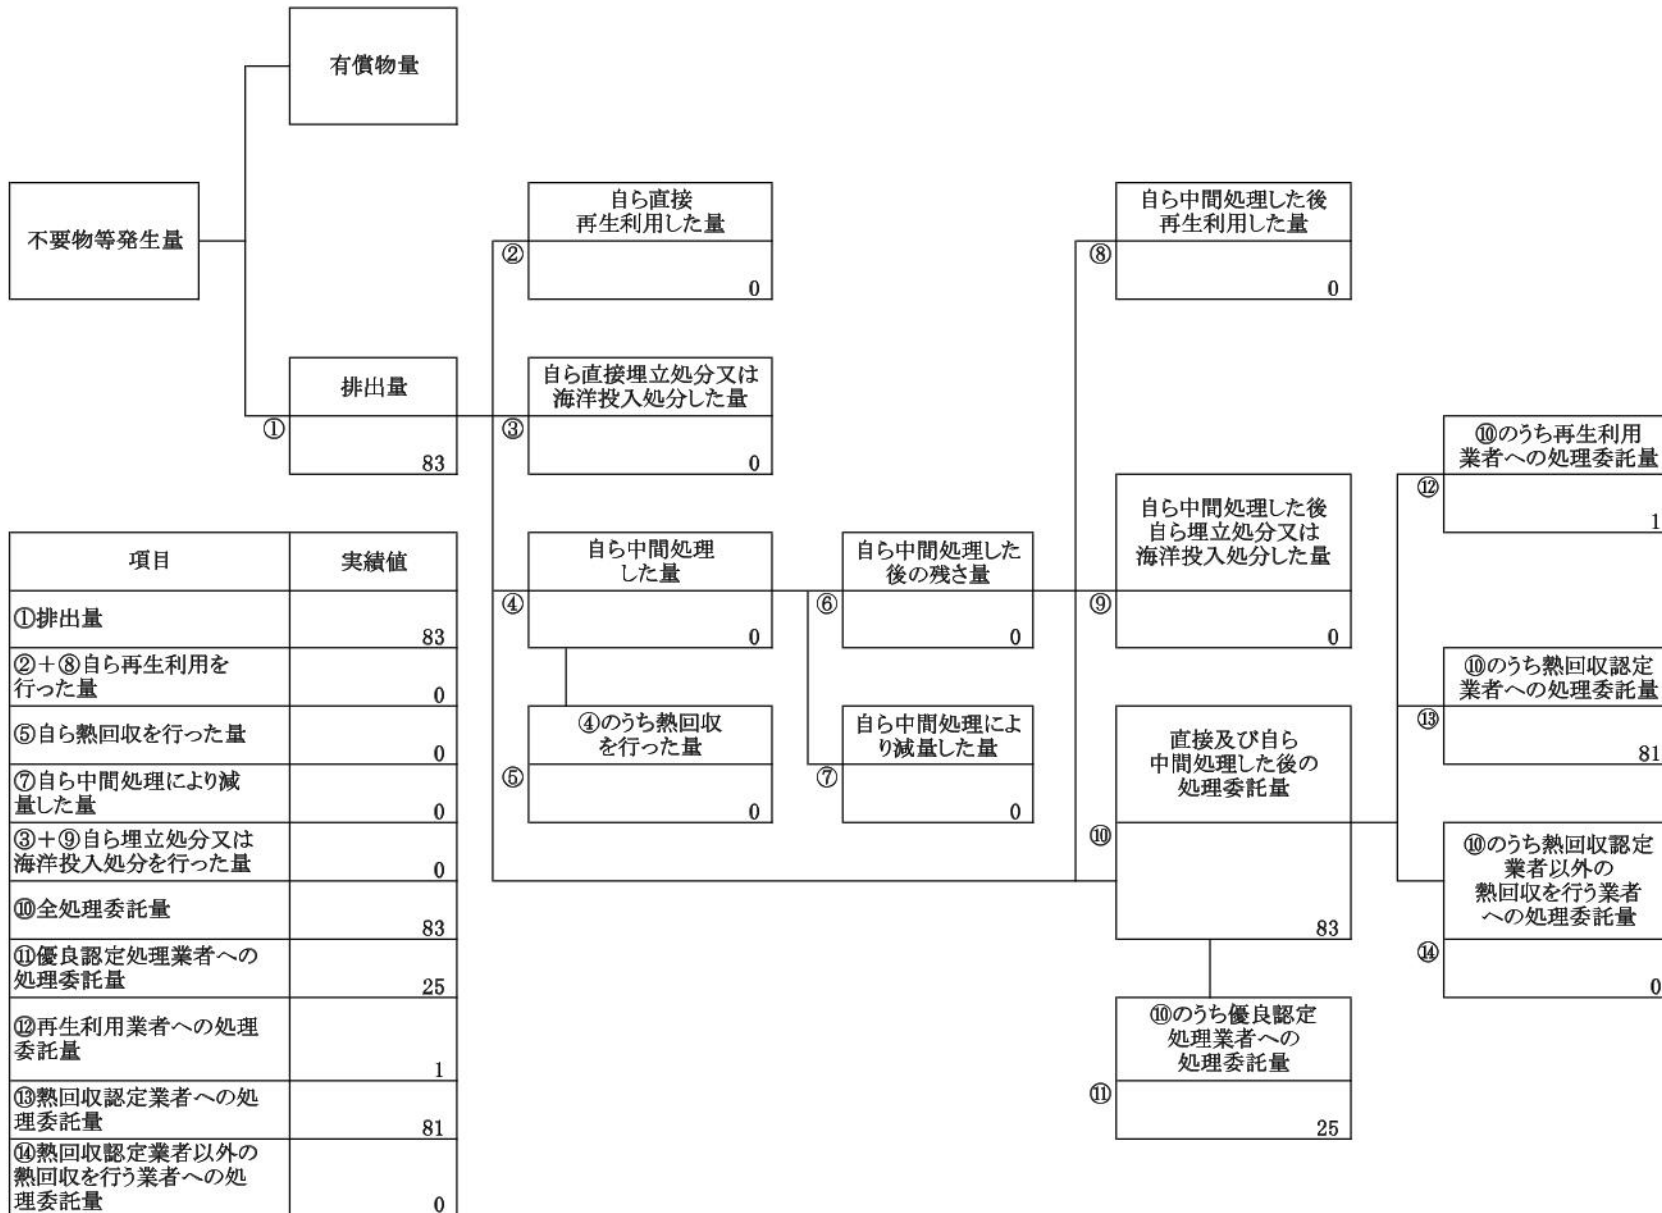 有償物量
不要物等発生量
排出量
①
83
自ら直接
再生利用した量
②
0
自ら直接埋立処分又は
海洋投入処分した量
③
0
自ら中間処理
した量
④
0
④のうち熱回収
を行った量
⑤
0
自ら中間処理した
後の残さ量
⑥
0
自ら中間処理によ
り減量した量
⑦
0
自ら中間処理した後
再生利用した量
⑧
0
自ら中間処理した後
自ら埋立処分又は
海洋投入処分した量
⑨
0
直接及び自ら
中間処理した後の
処理委託量
⑩
83
⑩のうち優良認定
処理業者への
処理委託量
⑪
25
⑩のうち再生利用
業者への処理委託量
⑫
1
⑩のうち熱回収認定
業者への処理委託量
⑬
81
⑩のうち熱回収認定
業者以外の
熱回収を行う業者
への処理委託量
⑭
0
項目 実績値
①排出量
83
②+⑧自ら再生利用を
行った量
0
⑤自ら熱回収を行った量
0
⑦自ら中間処理により減
量した量
0
③+⑨自ら埋立処分又は
海洋投入処分を行った量
0
⑩全処理委託量
83
⑪優良認定処理業者への
処理委託量
25
⑫再生利用業者への処理
委託量
1
⑬熱回収認定業者への処
理委託量
81
⑭熱回収認定業者以外の
熱回収を行う業者への処
理委託量
0